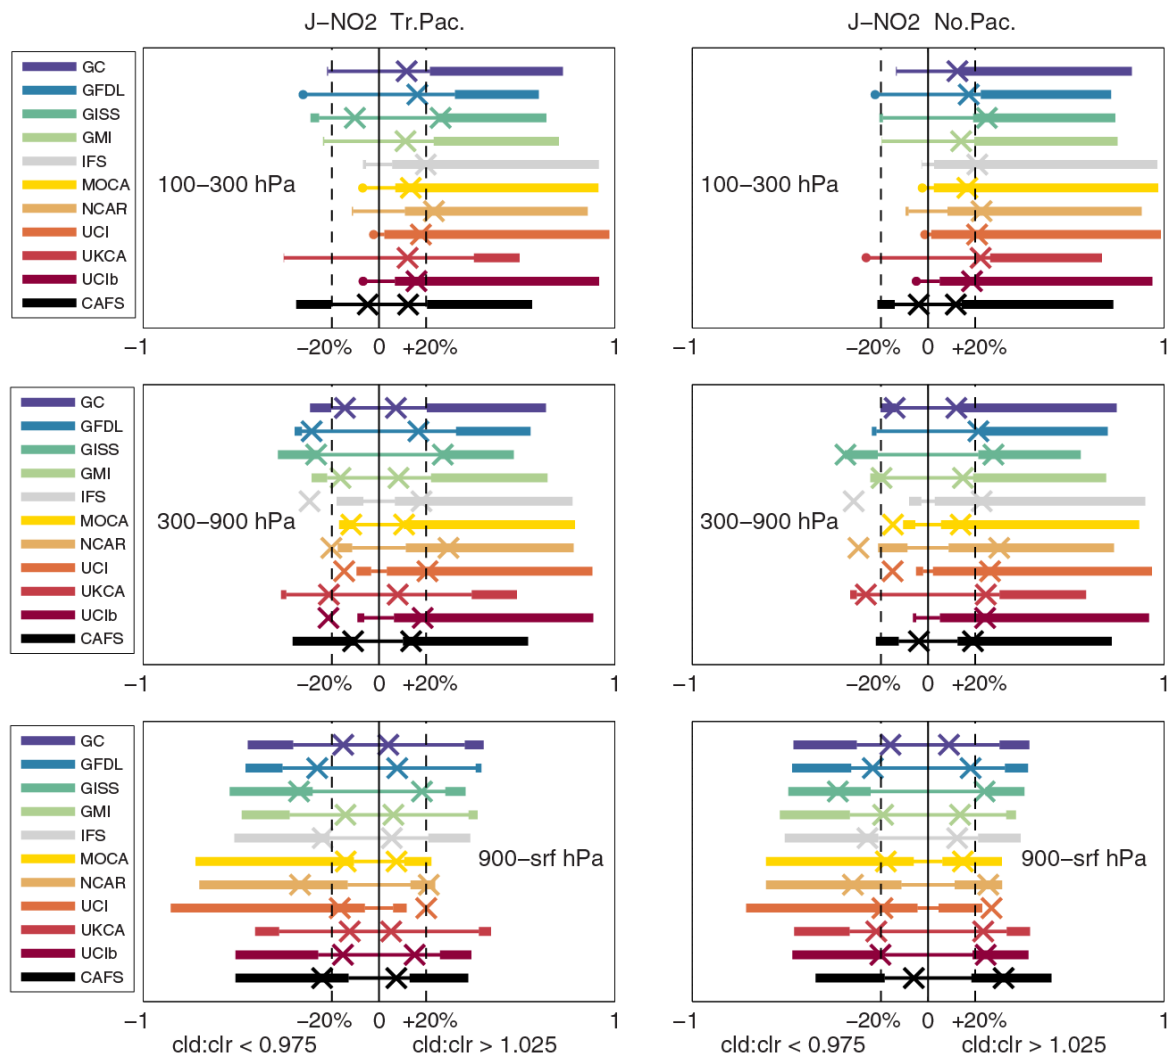 J−NO2 Tr.Pac.
J−NO2 No.Pac.
GC
GFDL
GISS
GMI
IFS
MOCA
NCAR
UCI
UKCA
UCIb
CAFS
100−300 hPa
100−300 hPa
−1 −20% 0 +20% 1
−1 −20% 0 +20% 1
GC
GFDL
GISS
GMI
IFS
MOCA
NCAR
UCI
UKCA
UCIb
CAFS
300−900 hPa
300−900 hPa
−1 −20% 0 +20% 1
−1 −20% 0 +20% 1
GC
GFDL
GISS
GMI
IFS
MOCA
NCAR
UCI
UKCA
UCIb
CAFS
900−srf hPa
900−srf hPa
−1 −20% 0 +20% 1
−1 −20% 0 +20% 1
cld:clr < 0.975 cld:clr > 1.025
cld:clr < 0.975 cld:clr > 1.025